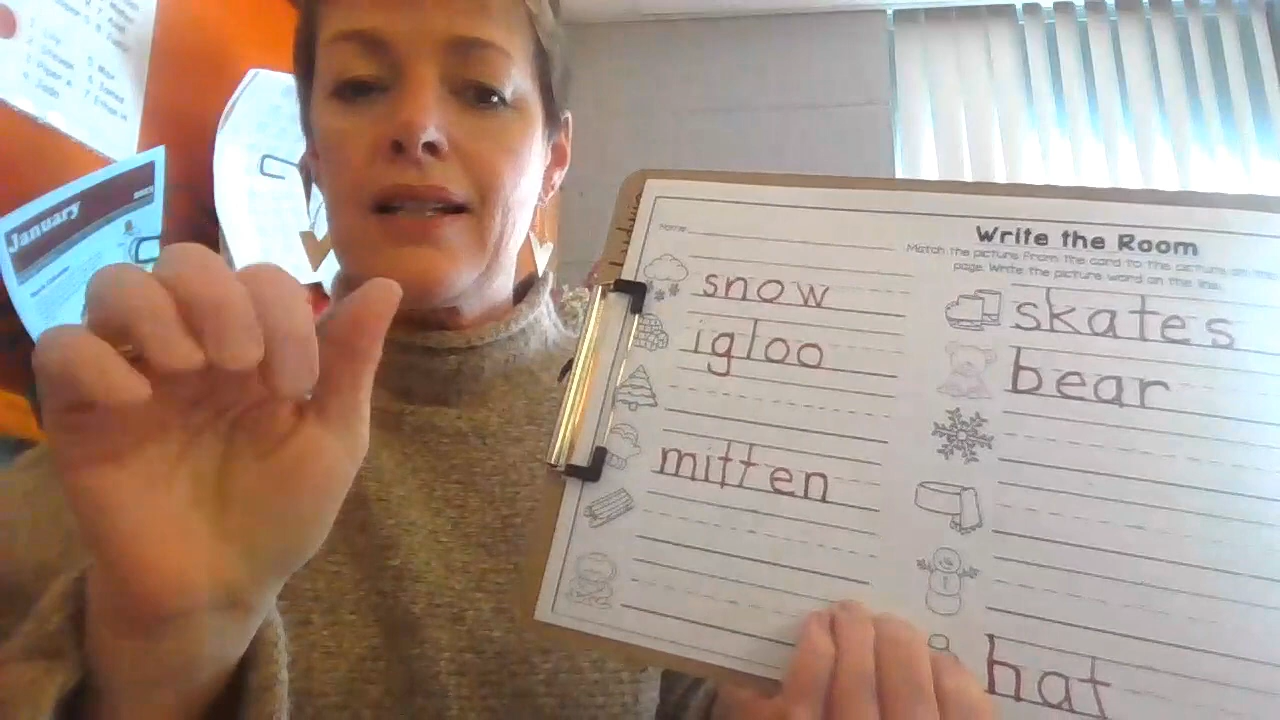 January
Name
Write the Room
Match the picture from the card to the picture on the
page. Write the picture word on the line.
snow
igloo
mitten
skates
bear
hat